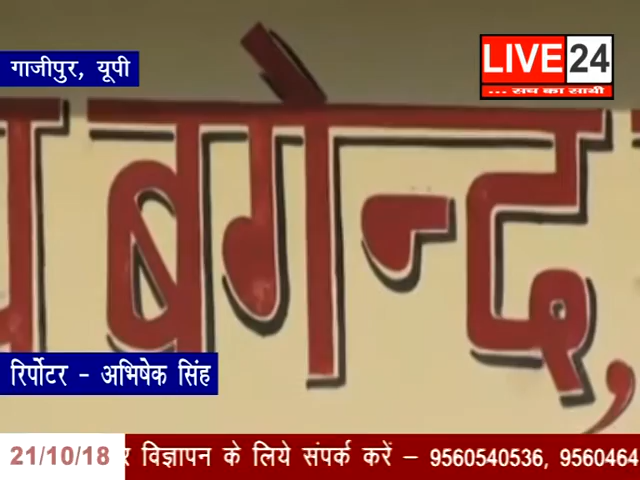 गाजीपुर, यूपी
LIVE 24
... सच का साथी
बगेन्द,
रिर्पोटर - अभिषेक सिंह
21/10/18 विज्ञापन के लिये संपर्क करें – 9560540536, 9560464